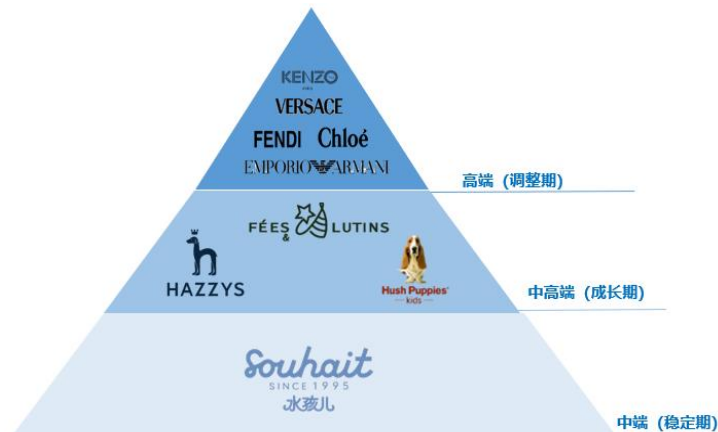 KENZO
VERSACE
FENDI Chloé
EMPORIO ARMANI
高端 (调整期)
FÉES & LUTINS
HAZZYS
Hush Puppies®
kids
中高端 (成长期)
Souhait
SINCE 1995
水孩儿
中端 (稳定期)